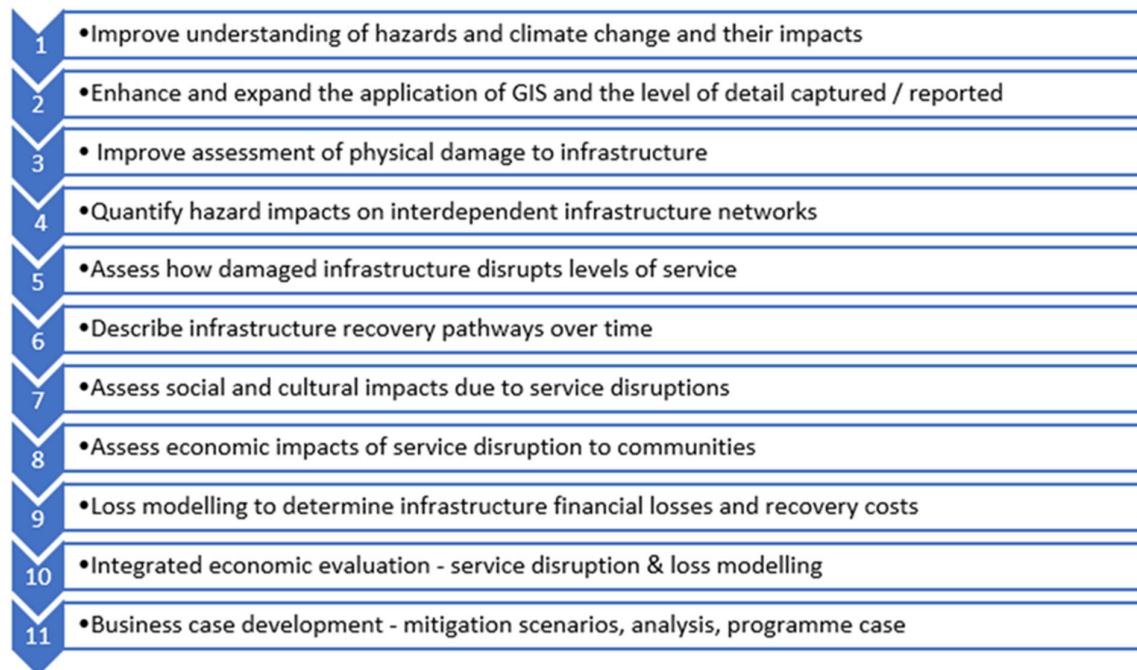 1 •Improve understanding of hazards and climate change and their impacts
2 •Enhance and expand the application of GIS and the level of detail captured / reported
3 • Improve assessment of physical damage to infrastructure
4 •Quantify hazard impacts on interdependent infrastructure networks
5 •Assess how damaged infrastructure disrupts levels of service
6 •Describe infrastructure recovery pathways over time
7 •Assess social and cultural impacts due to service disruptions
8 •Assess economic impacts of service disruption to communities
9 •Loss modelling to determine infrastructure financial losses and recovery costs
10 •Integrated economic evaluation - service disruption & loss modelling
11 •Business case development - mitigation scenarios, analysis, programme case